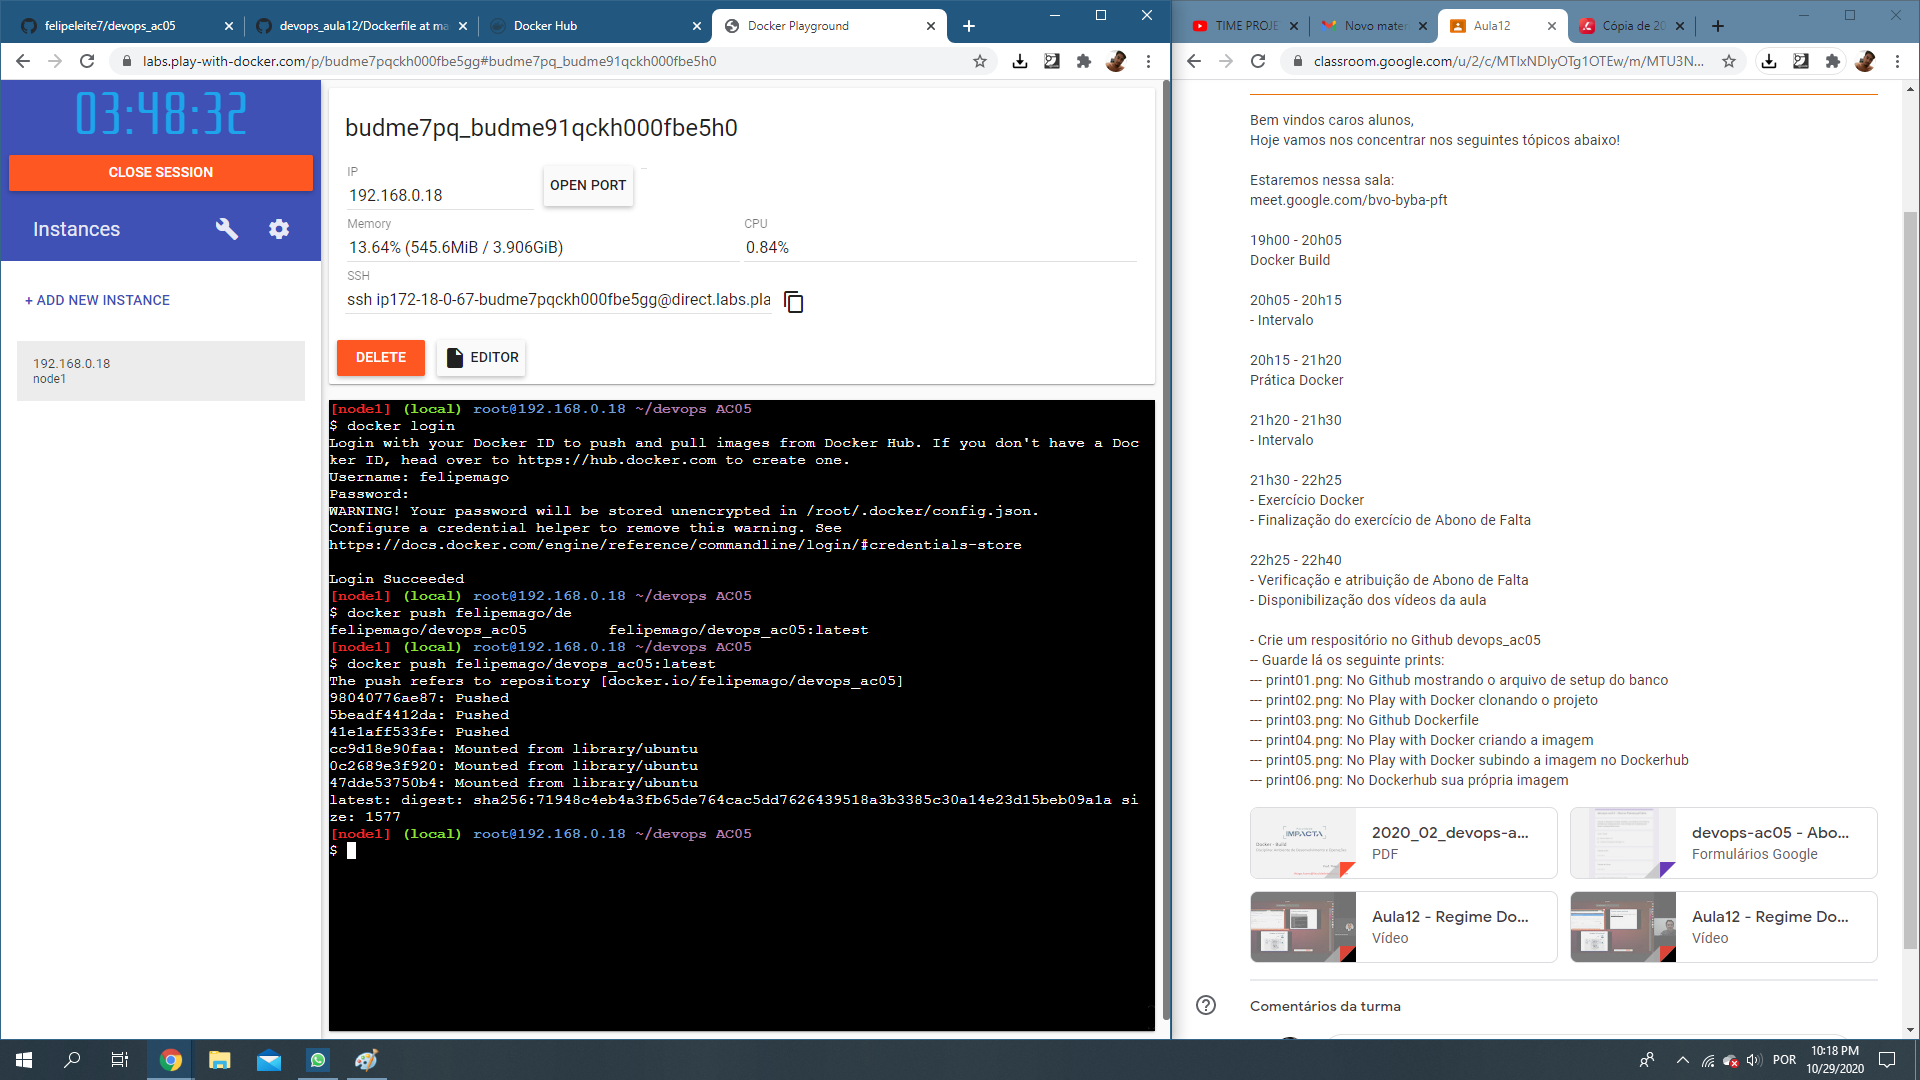 felipeleite7/devops_ac05
devops_aula12/Dockerfile at ma
Docker Hub
Docker Playground
labs.play-with-docker.com/p/budme7pqckh000fbe5gg#budme7pq_budme91qckh000fbe5h0
03:48:32
CLOSE SESSION
Instances
+ ADD NEW INSTANCE
192.168.0.18
node1
budme7pq_budme91qckh000fbe5h0
IP
192.168.0.18
OPEN PORT
Memory
13.64% (545.6MiB / 3.906GiB)
CPU
0.84%
SSH
ssh ip172-18-0-67-budme7pqckh000fbe5gg@direct.labs.pla
DELETE
EDITOR
[node1] (local) root@192.168.0.18 ~/devops AC05
$ docker login
Login with your Docker ID to push and pull images from Docker Hub. If you don't have a Doc
ker ID, head over to https://hub.docker.com to create one.
Username: felipemago
Password:
WARNING! Your password will be stored unencrypted in /root/.docker/config.json.
Configure a credential helper to remove this warning. See
https://docs.docker.com/engine/reference/commandline/login/#credentials-store
Login Succeeded
[node1] (local) root@192.168.0.18 ~/devops AC05
$ docker push felipemago/de
felipemago/devops_ac05 felipemago/devops_ac05:latest
[node1] (local) root@192.168.0.18 ~/devops AC05
$ docker push felipemago/devops_ac05:latest
The push refers to repository [docker.io/felipemago/devops_ac05]
98040776ae87: Pushed
5beadf4412da: Pushed
41e1aff533fe: Pushed
cc9d18e90faa: Mounted from library/ubuntu
0c2689e3f920: Mounted from library/ubuntu
47dde53750b4: Mounted from library/ubuntu
latest: digest: sha256:71948c4eb4a3fb65de764cac5dd7626439518a3b3385c30a14e23d15beb09a1a si
ze: 1577
[node1] (local) root@192.168.0.18 ~/devops AC05
$
TIME PROJE
Novo mater
Aula12
Cópia de 20
classroom.google.com/u/2/c/MTIxNDIyOTg1OTEw/m/MTU3N...
Bem vindos caros alunos,
Hoje vamos nos concentrar nos seguintes tópicos abaixo!
Estaremos nessa sala:
meet.google.com/bvo-byba-pft
19h00 - 20h05
Docker Build
20h05 - 20h15
- Intervalo
20h15 - 21h20
Prática Docker
21h20 - 21h30
- Intervalo
21h30 - 22h25
- Exercício Docker
- Finalização do exercício de Abono de Falta
22h25 - 22h40
- Verificação e atribuição de Abono de Falta
- Disponibilização dos vídeos da aula
- Crie um respositório no Github devops_ac05
-- Guarde lá os seguinte prints:
--- print01.png: No Github mostrando o arquivo de setup do banco
--- print02.png: No Play with Docker clonando o projeto
--- print03.png: No Github Dockerfile
--- print04.png: No Play with Docker criando a imagem
--- print05.png: No Play with Docker subindo a imagem no Dockerhub
--- print06.png: No Dockerhub sua própria imagem
IMPACTA
Docker - Build
2020_02_devops-a...
PDF
devops-ac05 - Abo...
Formulários Google
Aula12 - Regime Do...
Vídeo
Aula12 - Regime Do...
Vídeo
Comentários da turma
POR
10:18 PM
10/29/2020